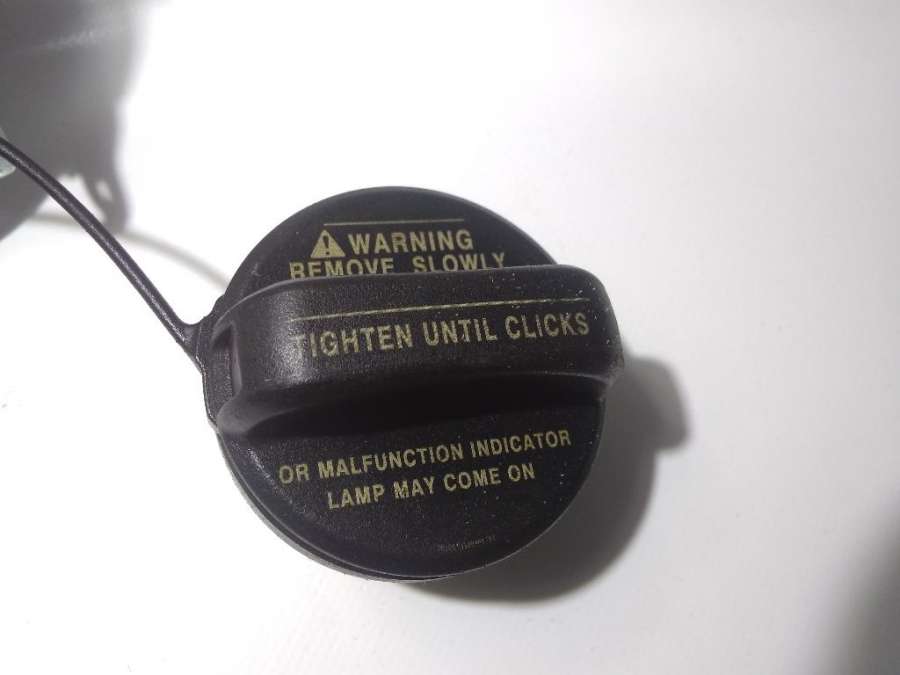 WARNING
REMOVE SLOWLY
TIGHTEN UNTIL CLICKS
OR MALFUNCTION INDICATOR
LAMP MAY COME ON